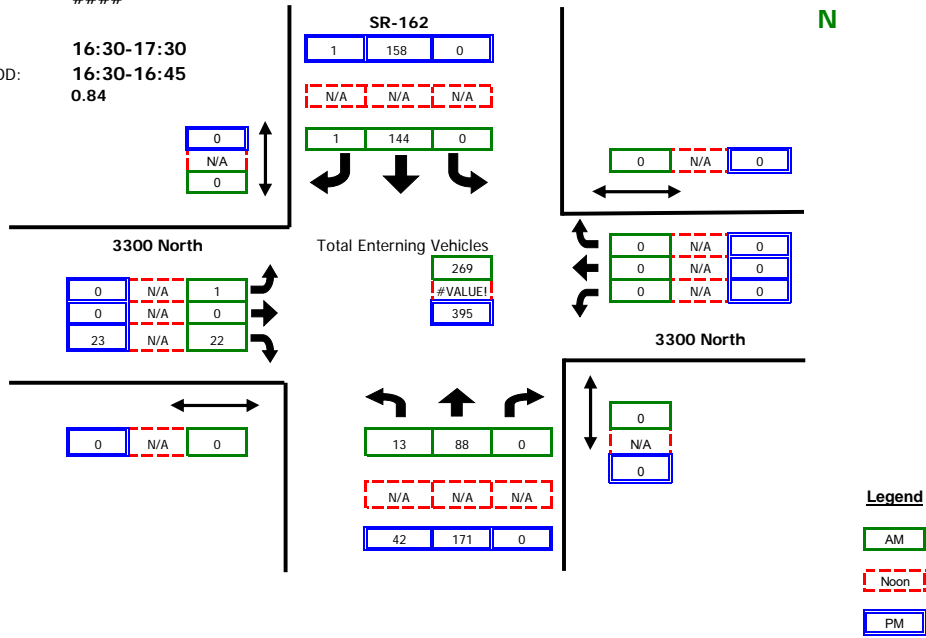 ####
N
SR-162
16:30-17:30
1 158 0
OD: 16:30-16:45
0.84
N/A N/A N/A
0
1 144 0
N/A
0 N/A 0
0
3300 North
Total Enterning Vehicles
0 N/A 0
269
0 N/A 0
0 N/A 1
#VALUE!
0 N/A 0
0 N/A 0
395
23 N/A 22
3300 North
0
0 N/A 0
13 88 0
N/A
0
N/A N/A N/A
Legend
42 171 0
AM
Noon
PM